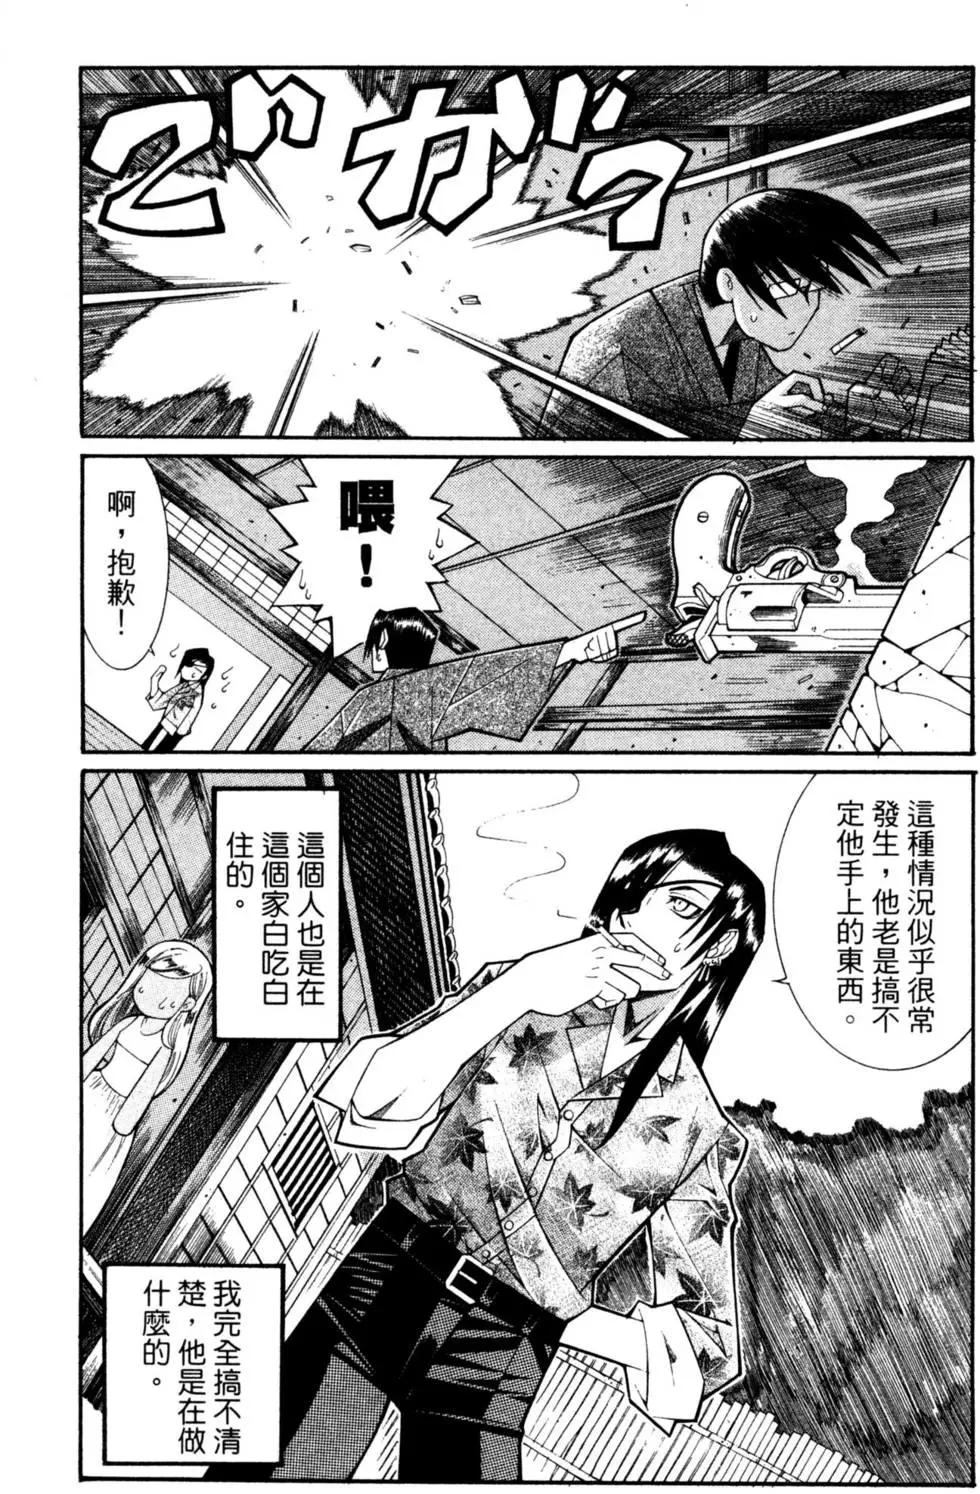 ズガッ
喂！
啊，抱歉！
這種情況似乎很常
發生，他老是搞不
定他手上的東西。
這個人也是在
這個家白吃白
住的。
我完全搞不清
楚，他是在做
什麼的。